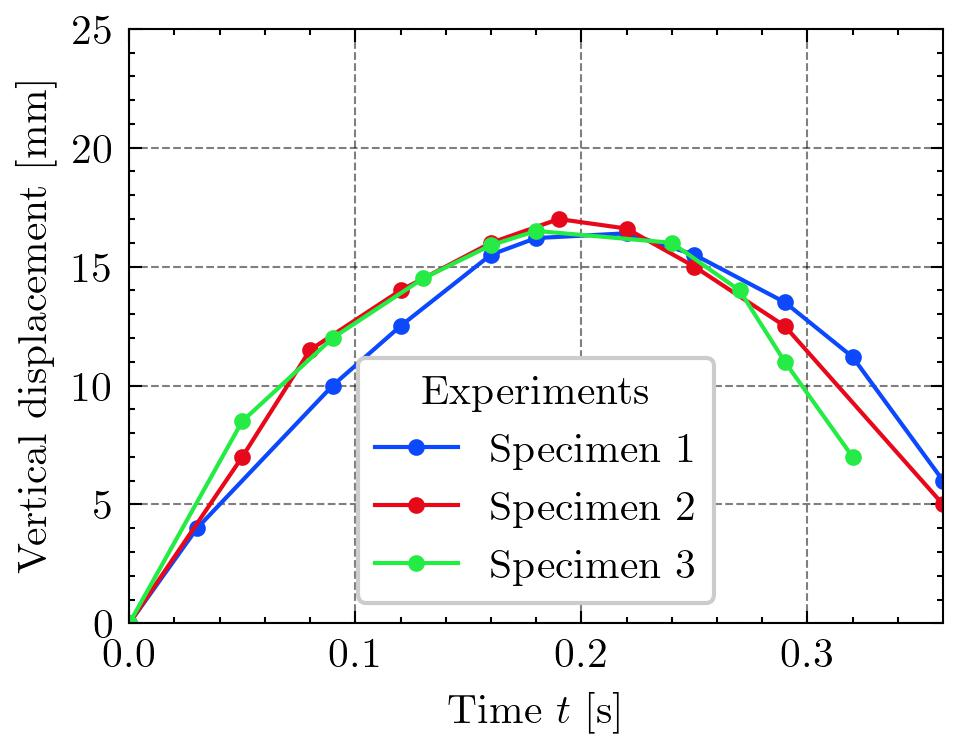 Vertical displacement [mm]
25
20
15
10
5
0
0.0 0.1 0.2 0.3
Time t [s]
Experiments
Specimen 1
Specimen 2
Specimen 3